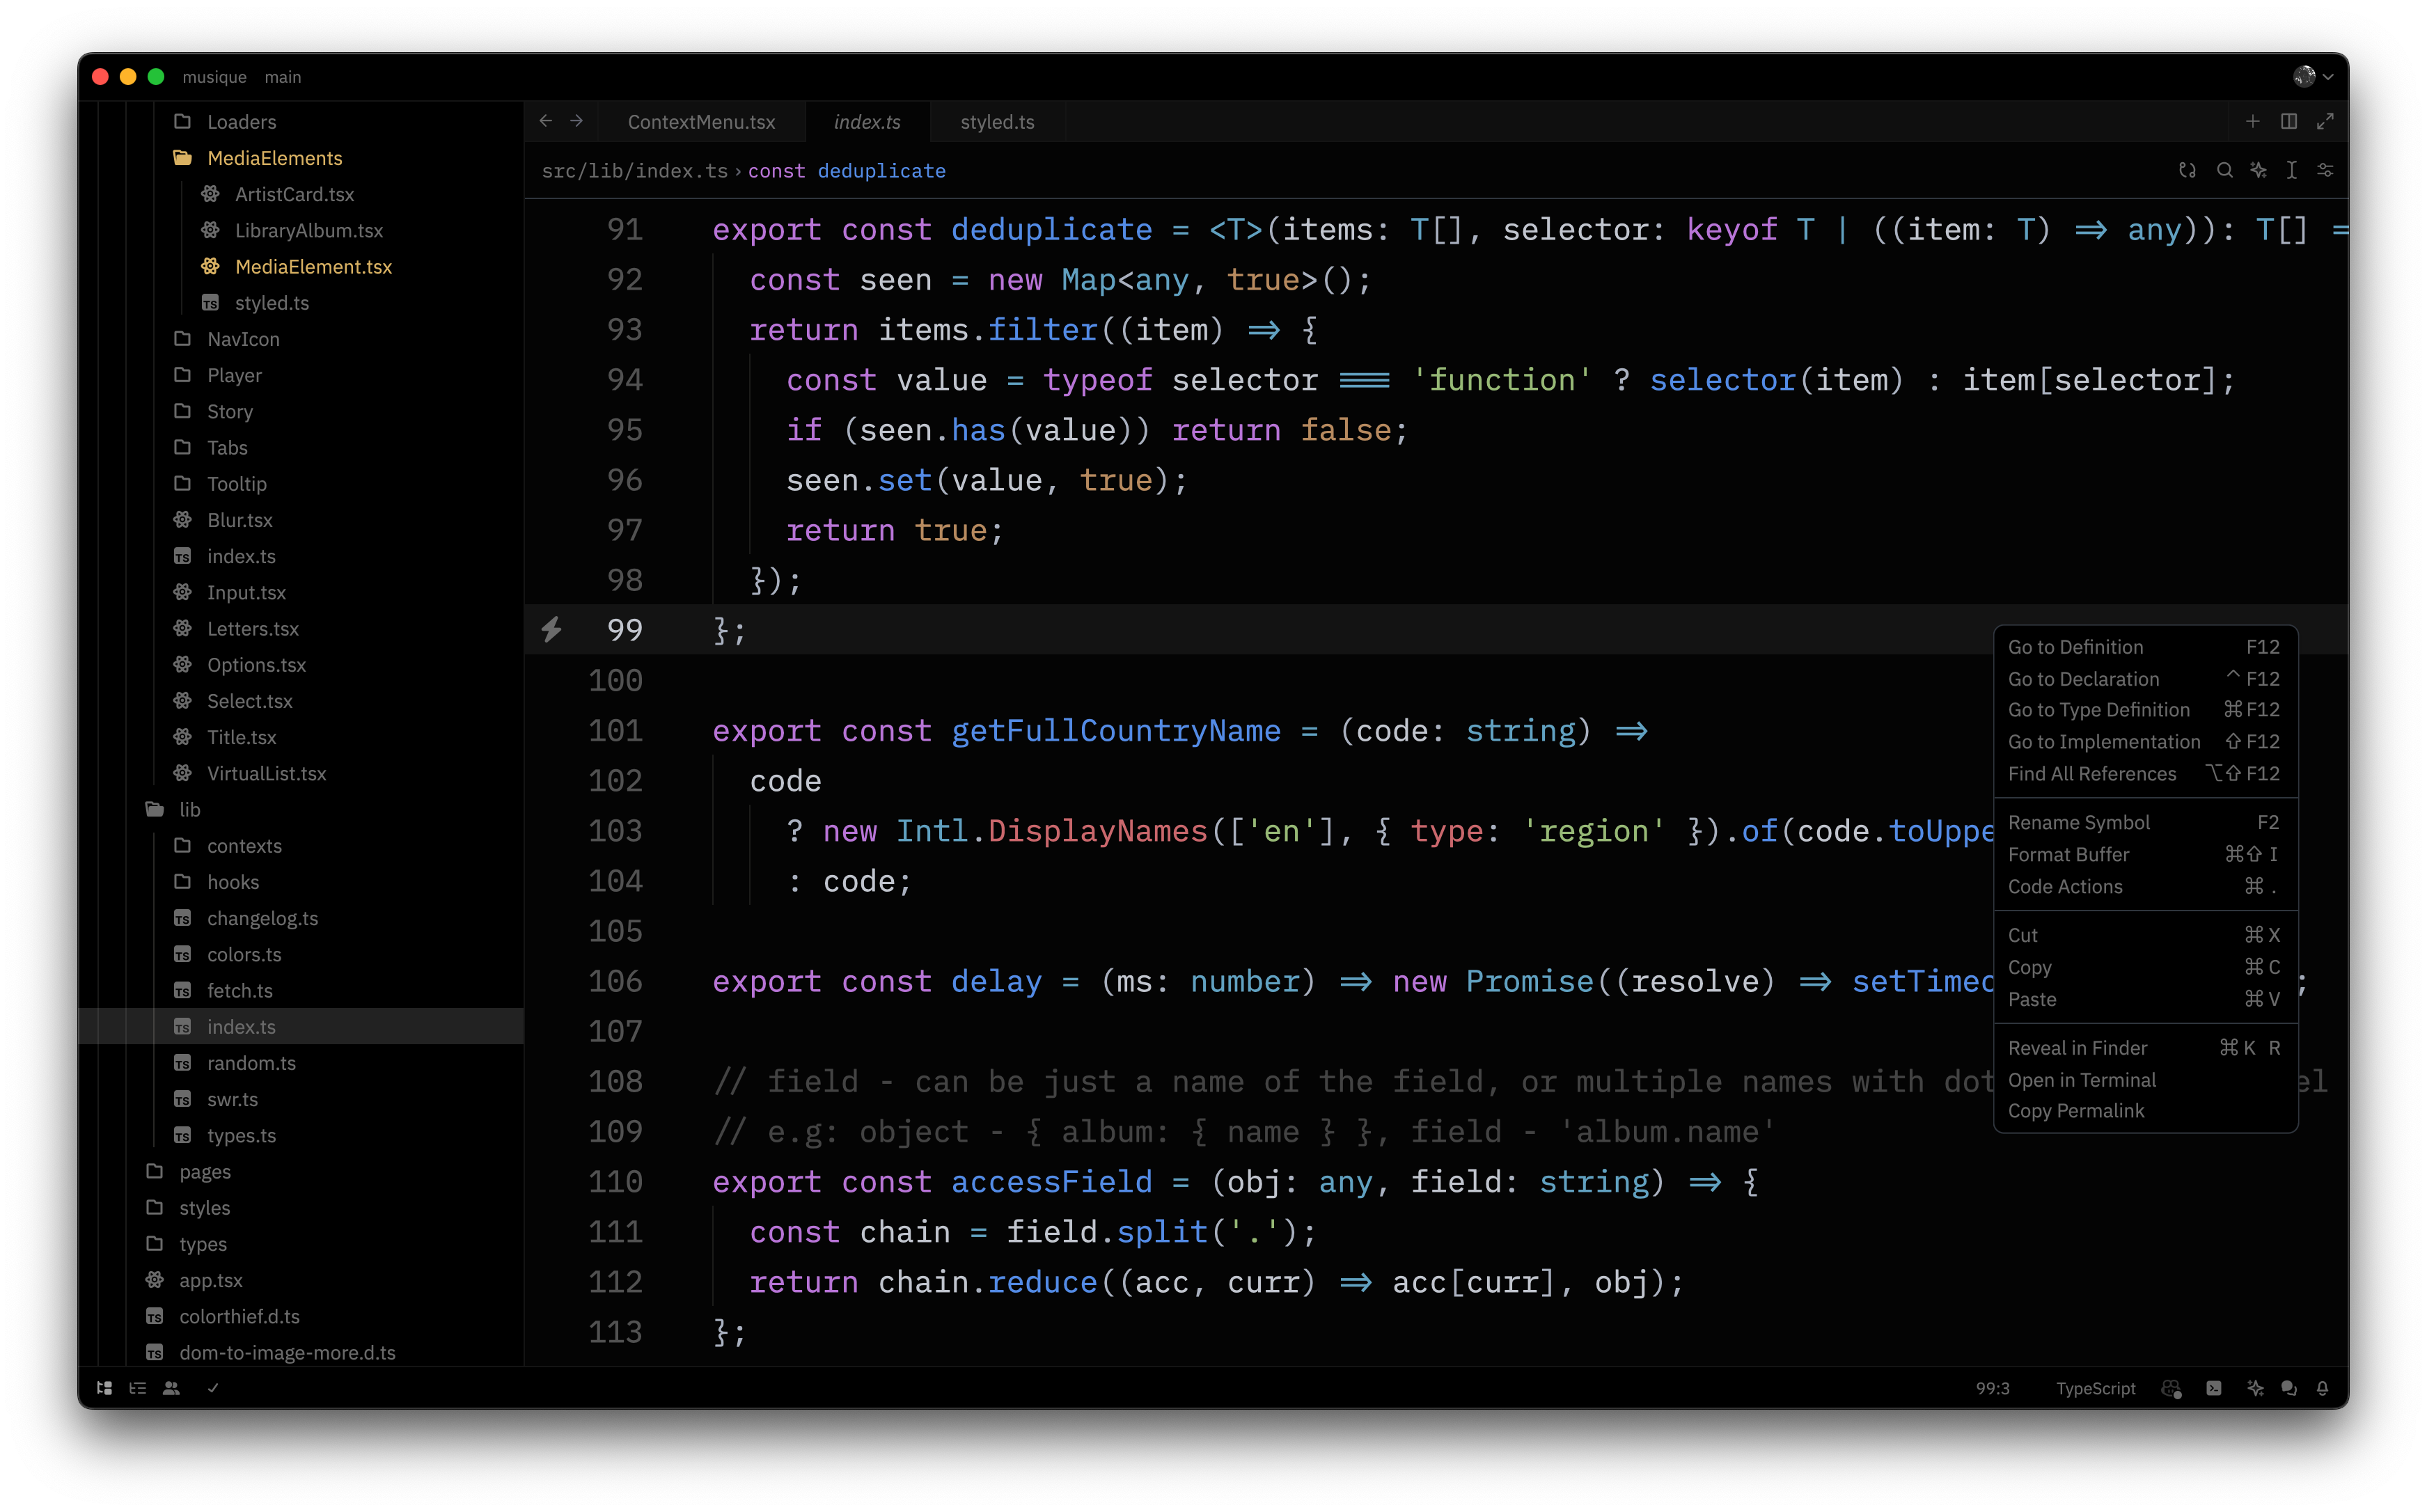 musique main
Loaders
MediaElements
ArtistCard.tsx
LibraryAlbum.tsx
MediaElement.tsx
styled.ts
NavIcon
Player
Story
Tabs
Tooltip
Blur.tsx
index.ts
Input.tsx
Letters.tsx
Options.tsx
Select.tsx
Title.tsx
VirtualList.tsx
lib
contexts
hooks
changelog.ts
colors.ts
fetch.ts
index.ts
random.ts
swr.ts
types.ts
pages
styles
types
app.tsx
colorthief.d.ts
dom-to-image-more.d.ts
ContextMenu.tsx index.ts styled.ts
src/lib/index.ts › const deduplicate
91 export const deduplicate = <T>(items: T[], selector: keyof T | ((item: T) => any)): T[] =
92 const seen = new Map<any, true>();
93 return items.filter((item) => {
94 const value = typeof selector === 'function' ? selector(item) : item[selector];
95 if (seen.has(value)) return false;
96 seen.set(value, true);
97 return true;
98 });
99 };
100
101 export const getFullCountryName = (code: string) =>
102 code
103 ? new Intl.DisplayNames(['en'], { type: 'region' }).of(code.toUppe
104 : code;
105
106 export const delay = (ms: number) => new Promise((resolve) => setTimeo ;
107
108 // field - can be just a name of the field, or multiple names with dot el
109 // e.g: object - { album: { name } }, field - 'album.name'
110 export const accessField = (obj: any, field: string) => {
111 const chain = field.split('.');
112 return chain.reduce((acc, curr) => acc[curr], obj);
113 };
Go to Definition F12
Go to Declaration ^ F12
Go to Type Definition ⌘ F12
Go to Implementation ⇧ F12
Find All References ⌥⇧ F12
Rename Symbol F2
Format Buffer ⌘⇧ I
Code Actions ⌘ .
Cut ⌘ X
Copy ⌘ C
Paste ⌘ V
Reveal in Finder ⌘ K R
Open in Terminal
Copy Permalink
99:3 TypeScript